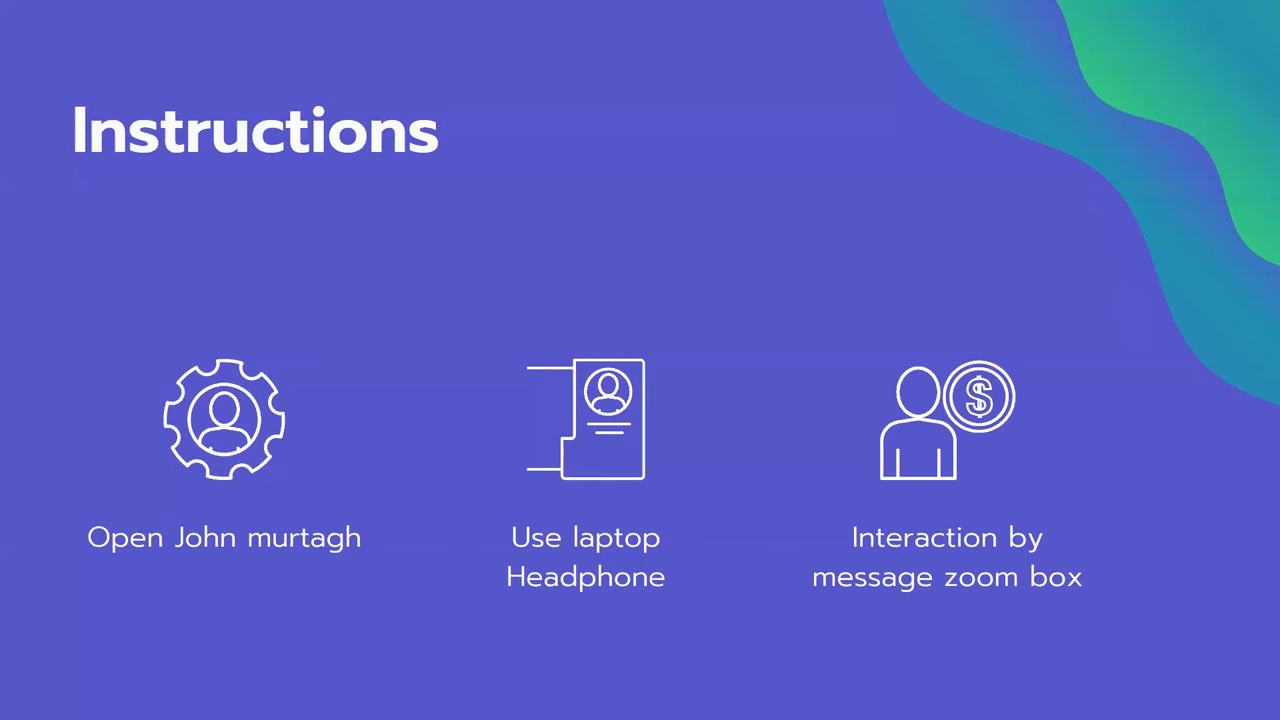 Instructions
Open John murtagh
Use laptop
Headphone
Interaction by
message zoom box
$